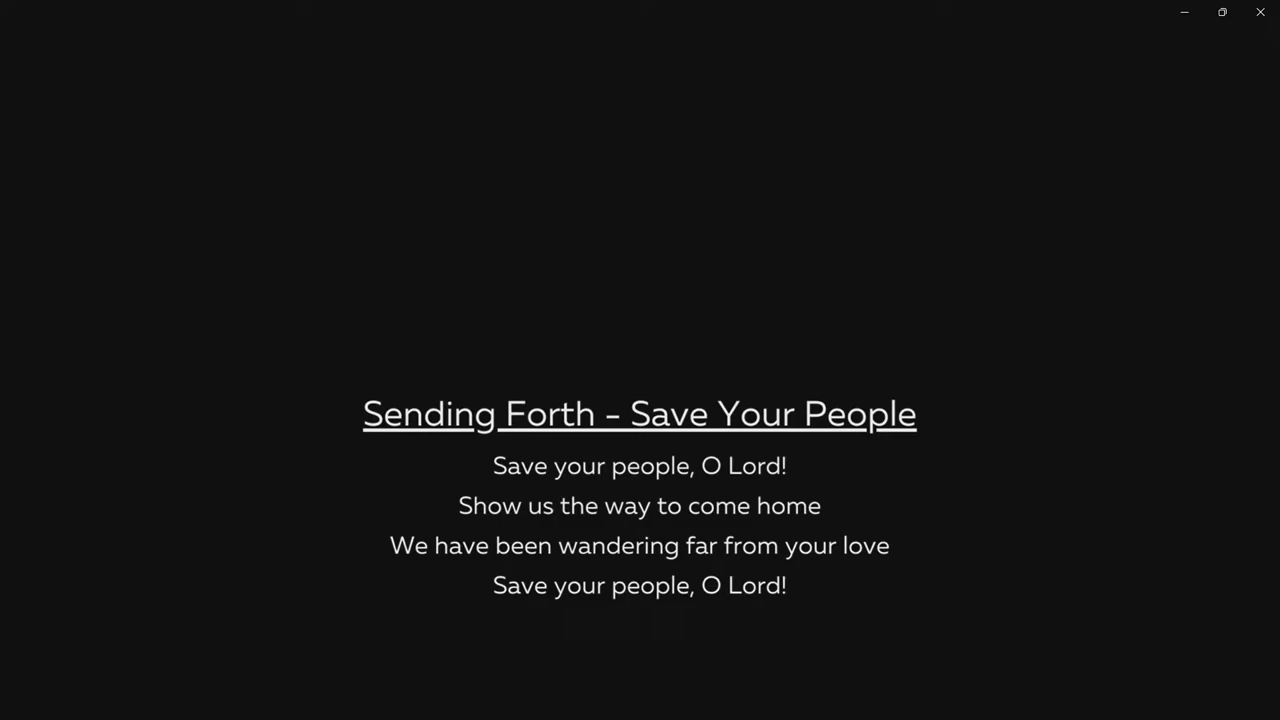 Sending Forth - Save Your People
Save your people, O Lord!
Show us the way to come home
We have been wandering far from your love
Save your people, O Lord!